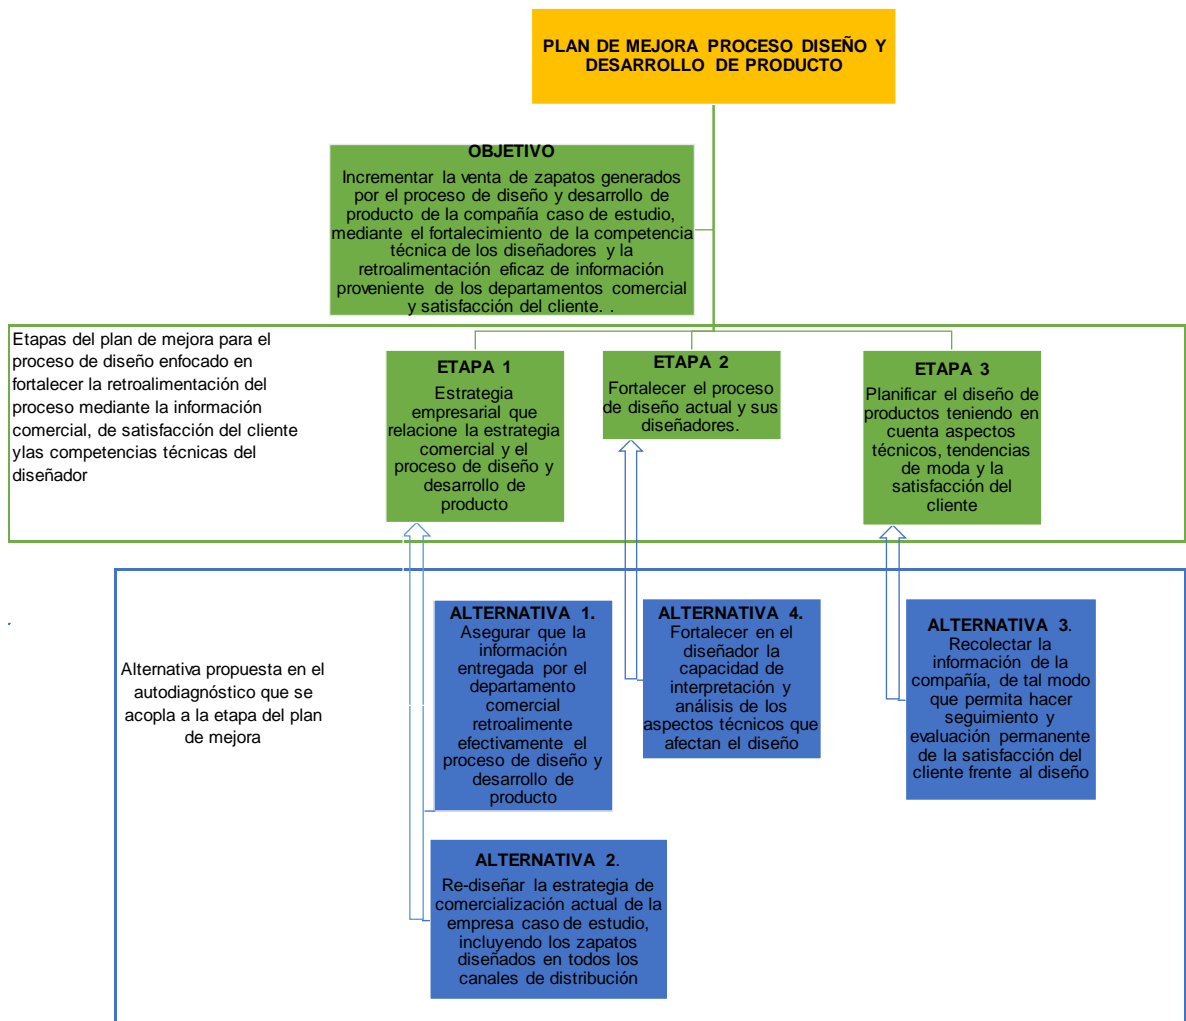 PLAN DE MEJORA PROCESO DISEÑO Y
DESARROLLO DE PRODUCTO
OBJETIVO
Incrementar la venta de zapatos generados
por el proceso de diseño y desarrollo de
producto de la compañía caso de estudio,
mediante el fortalecimiento de la competencia
técnica de los diseñadores y la
retroalimentación eficaz de información
proveniente de los departamentos comercial
y satisfacción del cliente. .
Etapas del plan de mejora para el
proceso de diseño enfocado en
fortalecer la retroalimentación del
proceso mediante la información
comercial, de satisfacción del cliente
ylas competencias técnicas del
diseñador
ETAPA 1
Estrategia
empresarial que
relacione la estrategia
comercial y el
proceso de diseño y
desarrollo de
producto
ETAPA 2
Fortalecer el proceso
de diseño actual y sus
diseñadores.
ETAPA 3
Planificar el diseño de
productos teniendo en
cuenta aspectos
técnicos, tendencias
de moda y la
satisfacción del
cliente
Alternativa propuesta en el
autodiagnóstico que se
acopla a la etapa del plan
de mejora
ALTERNATIVA 1.
Asegurar que la
información
entregada por el
departamento
comercial
retroalimente
efectivamente el
proceso de diseño y
desarrollo de
producto
ALTERNATIVA 4.
Fortalecer en el
diseñador la
capacidad de
interpretación y
análisis de los
aspectos técnicos que
afectan el diseño
ALTERNATIVA 3.
Recolectar la
información de la
compañía, de tal modo
que permita hacer
seguimiento y
evaluación permanente
de la satisfacción del
cliente frente al diseño
ALTERNATIVA 2.
Re-diseñar la estrategia de
comercialización actual de la
empresa caso de estudio,
incluyendo los zapatos
diseñados en todos los
canales de distribución